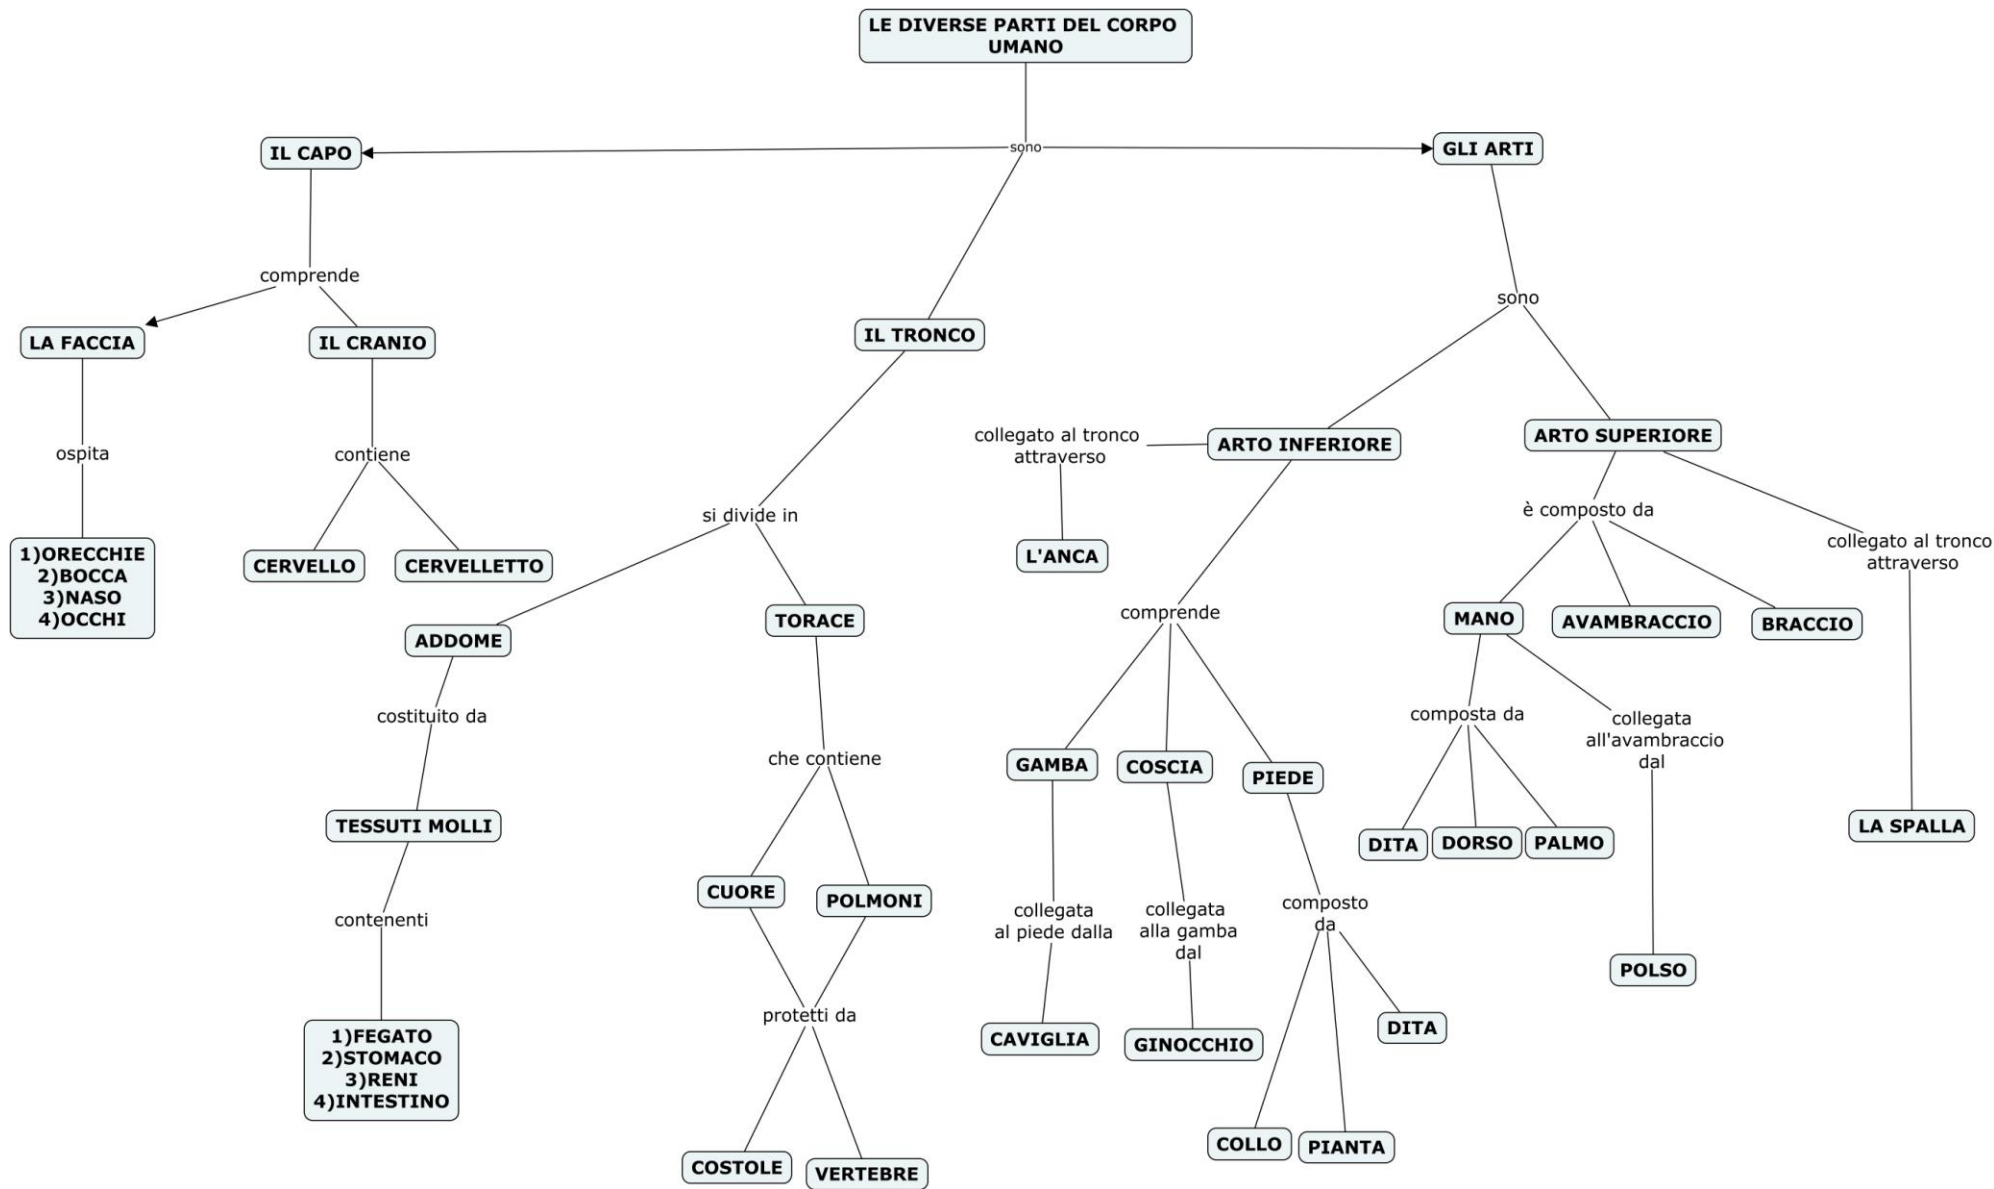 LE DIVERSE PARTI DEL CORPO
UMANO
IL CAPO
sono
GLI ARTI
comprende
sono
LA FACCIA
IL CRANIO
IL TRONCO
collegato al tronco
attraverso
ARTO INFERIORE
ARTO SUPERIORE
ospita
contiene
si divide in
è composto da
collegato al tronco
attraverso
1)ORECCHIE
2)BOCCA
3)NASO
4)OCCHI
CERVELLO
CERVELLETTO
L'ANCA
ADDOME
TORACE
comprende
MANO
AVAMBRACCIO
BRACCIO
costituito da
che contiene
GAMBA
COSCIA
PIEDE
composta da
collegata
all'avambraccio
dal
TESSUTI MOLLI
DITA
DORSO
PALMO
LA SPALLA
contenenti
CUORE
POLMONI
collegata
al piede dalla
collegata
alla gamba
dal
composto
da
POLSO
1)FEGATO
2)STOMACO
3)RENI
4)INTESTINO
protetti da
CAVIGLIA
GINOCCHIO
DITA
COSTOLE
VERTEBRE
COLLO
PIANTA